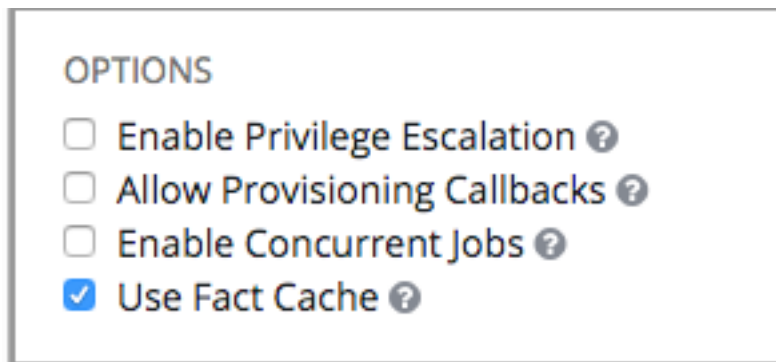 OPTIONS
Enable Privilege Escalation ?
Allow Provisioning Callbacks ?
Enable Concurrent Jobs ?
Use Fact Cache ?